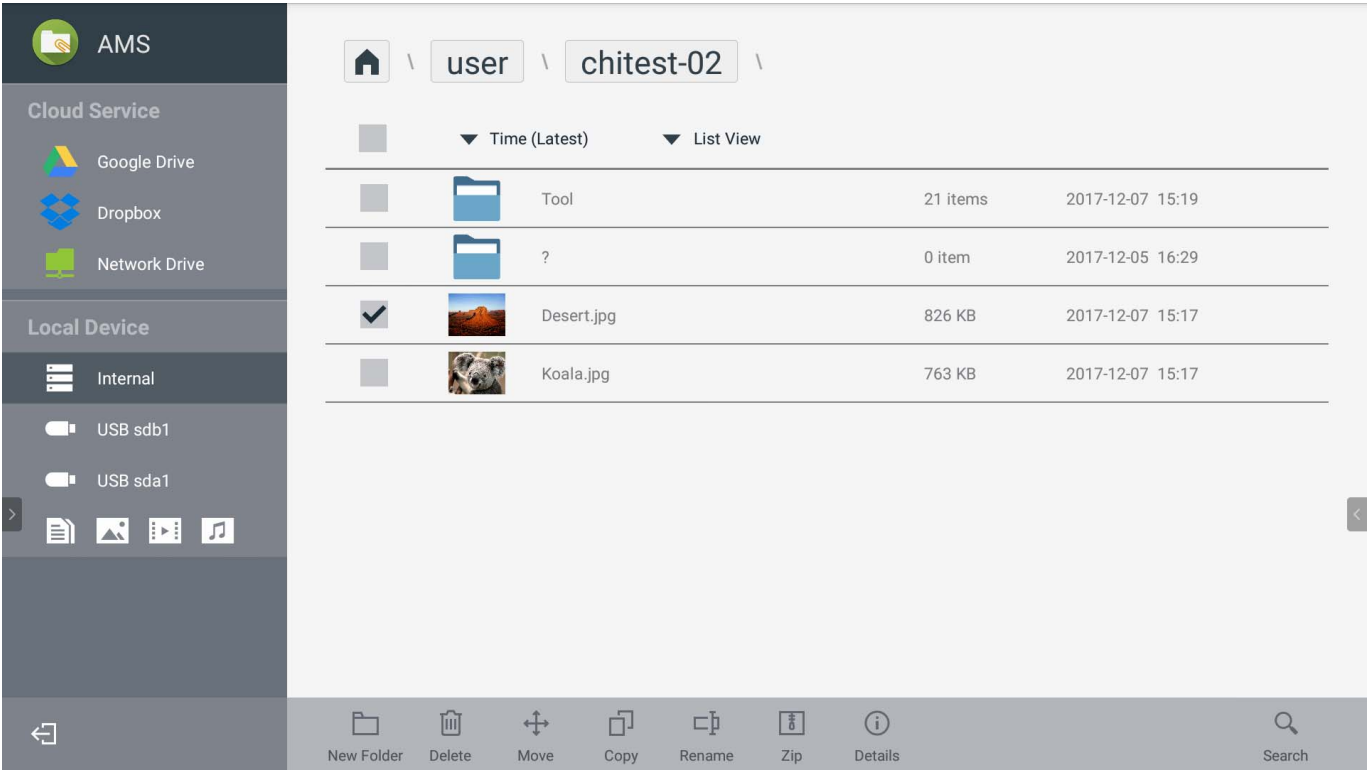 AMS
Cloud Service
Google Drive
Dropbox
Network Drive
Local Device
Internal
USB sdb1
USB sda1
\ user \ chitest-02 \
Time (Latest) List View
Tool 21 items 2017-12-07 15:19
? 0 item 2017-12-05 16:29
Desert.jpg 826 KB 2017-12-07 15:17
Koala.jpg 763 KB 2017-12-07 15:17
New Folder Delete Move Copy Rename Zip Details Search